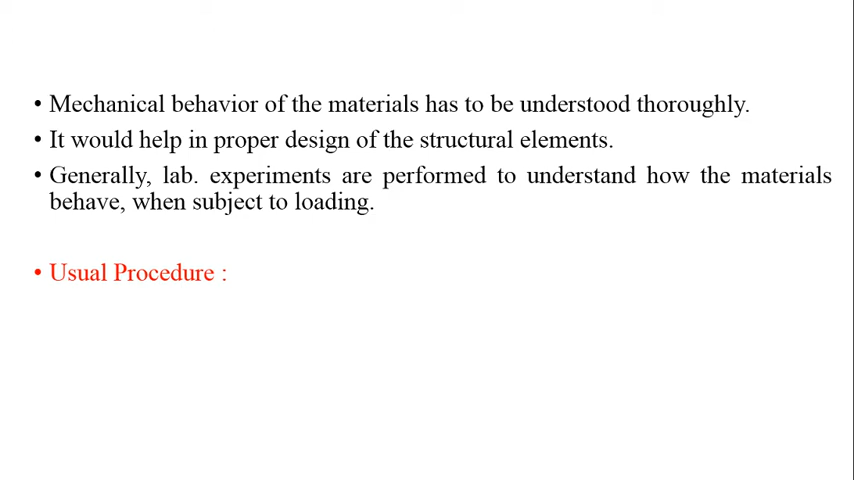 • Mechanical behavior of the materials has to be understood thoroughly.
• It would help in proper design of the structural elements.
• Generally, lab. experiments are performed to understand how the materials
behave, when subject to loading.
• Usual Procedure :